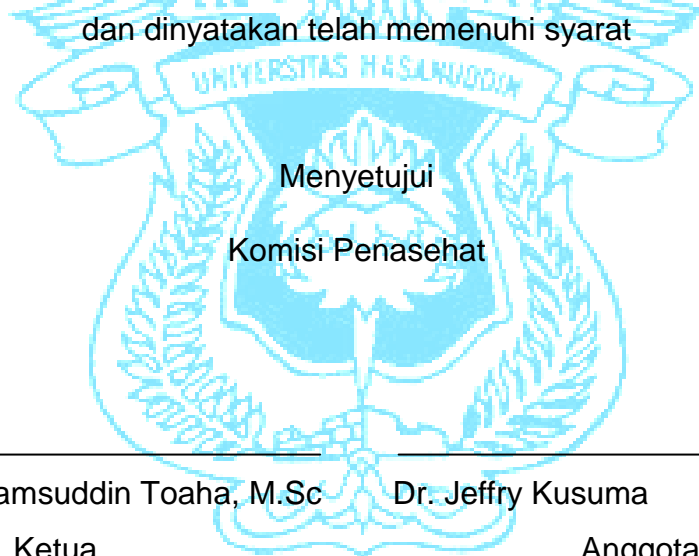 dan dinyatakan telah memenuhi syarat
UNIVERSITAS HASANUDDIN
Menyetujui
Komisi Penasehat
amsuddin Toaha, M.Sc Dr. Jeffry Kusuma
Ketua Anggota